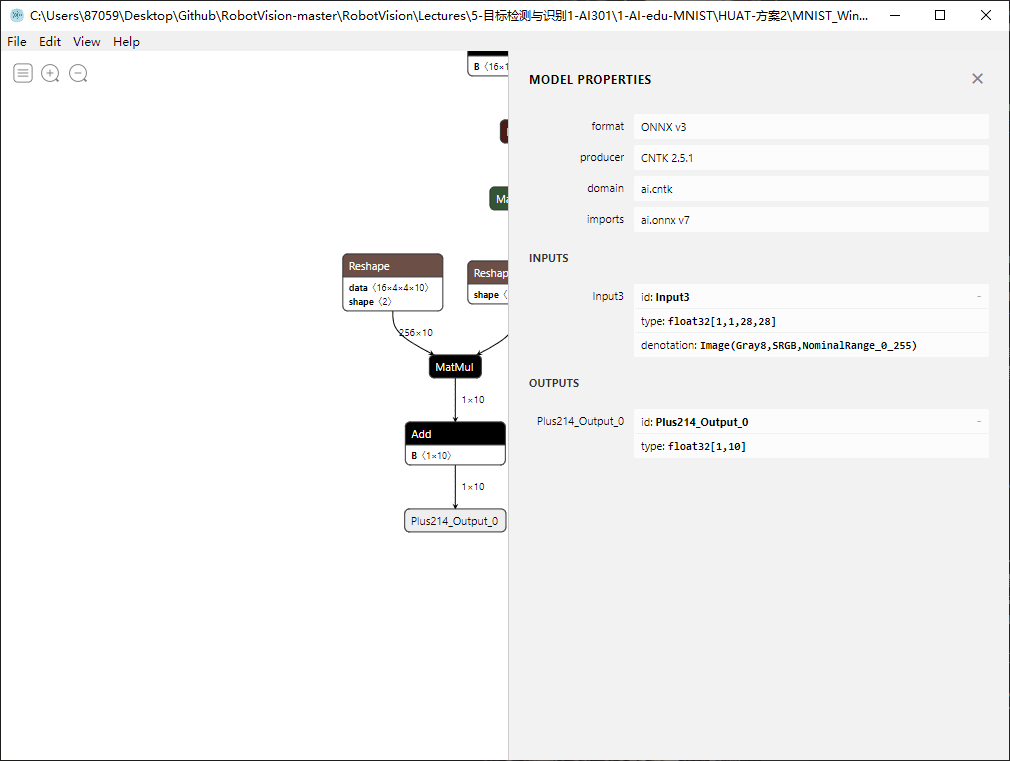 C:\Users\87059\Desktop\Github\RobotVision-master\RobotVision\Lectures\5-目标检测与识别1-AI301\1-AI-edu-MNIST\HUAT-方案2\MNIST_Win...
File Edit View Help
B 〈16×1
Ma
Reshape
data 〈16×4×4×10〉
shape 〈2〉
Reshap
shape 〈
256×10
MatMul
1×10
Add
B 〈1×10〉
1×10
Plus214_Output_0
MODEL PROPERTIES
format ONNX v3
producer CNTK 2.5.1
domain ai.cntk
imports ai.onnx v7
INPUTS
Input3 id: Input3 -
type: float32[1,1,28,28]
denotation: Image(Gray8,SRGB,NominalRange_0_255)
OUTPUTS
Plus214_Output_0 id: Plus214_Output_0 -
type: float32[1,10]